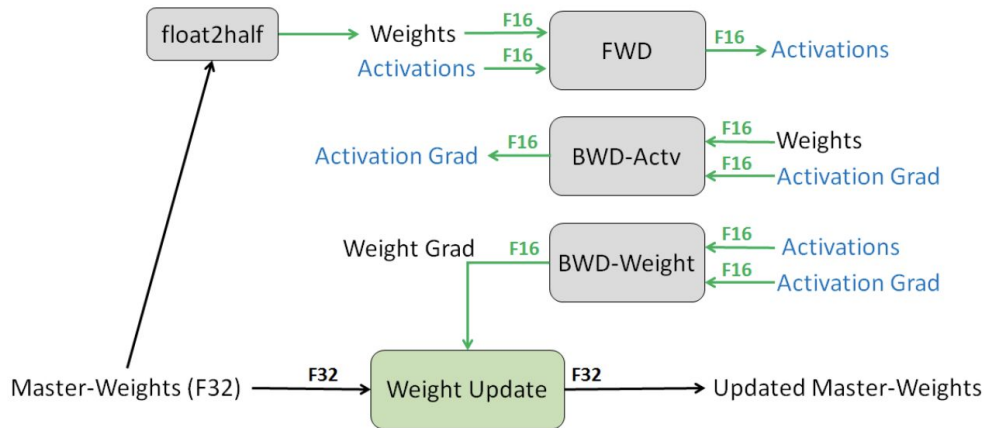 float2half
Weights
F16
Activations
F16
FWD
F16
Activations
Activation Grad
F16
BWD-Actv
F16
Weights
F16
Activation Grad
Weight Grad
F16
BWD-Weight
F16
Activations
F16
Activation Grad
Master-Weights (F32)
F32
Weight Update
F32
Updated Master-Weights